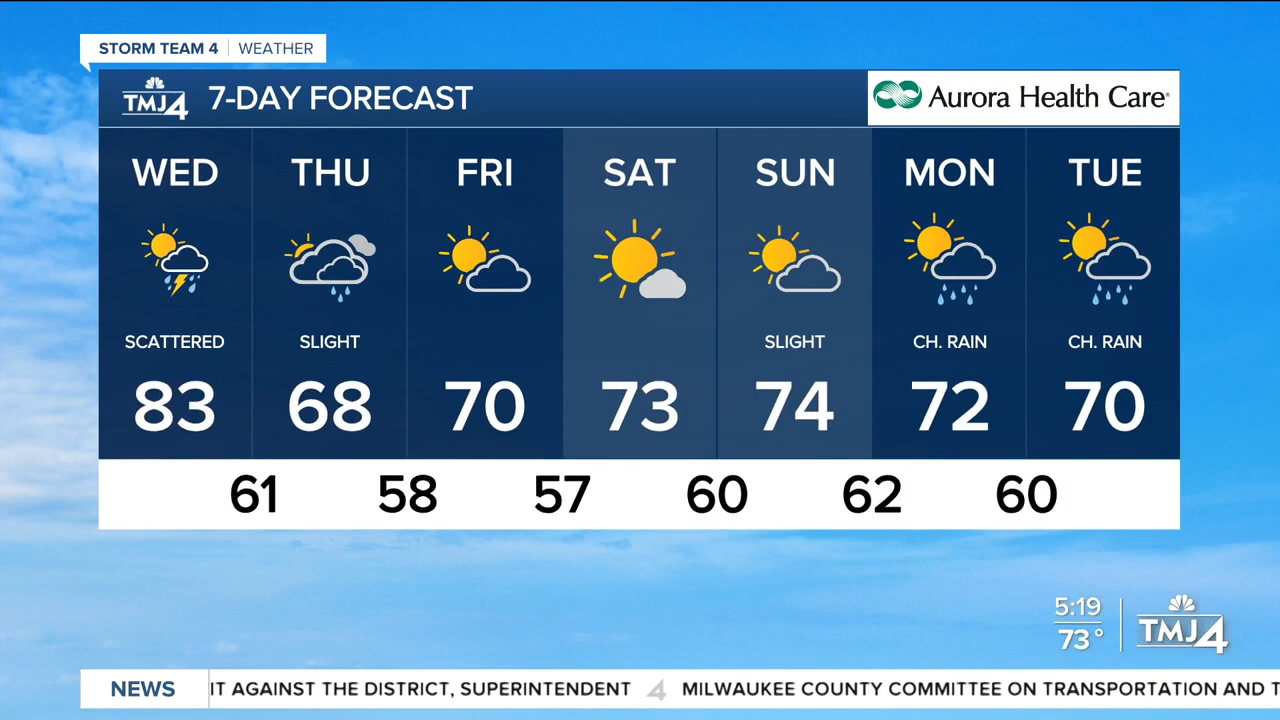 STORM TEAM 4 | WEATHER
TMJ4 7-DAY FORECAST
Aurora Health Care®
WED THU FRI SAT SUN MON TUE
SCATTERED SLIGHT SLIGHT CH. RAIN CH. RAIN
83 68 70 73 74 72 70
61 58 57 60 62 60
5:19
73°
TMJ4
NEWS IT AGAINST THE DISTRICT, SUPERINTENDENT 4 MILWAUKEE COUNTY COMMITTEE ON TRANSPORTATION AND T